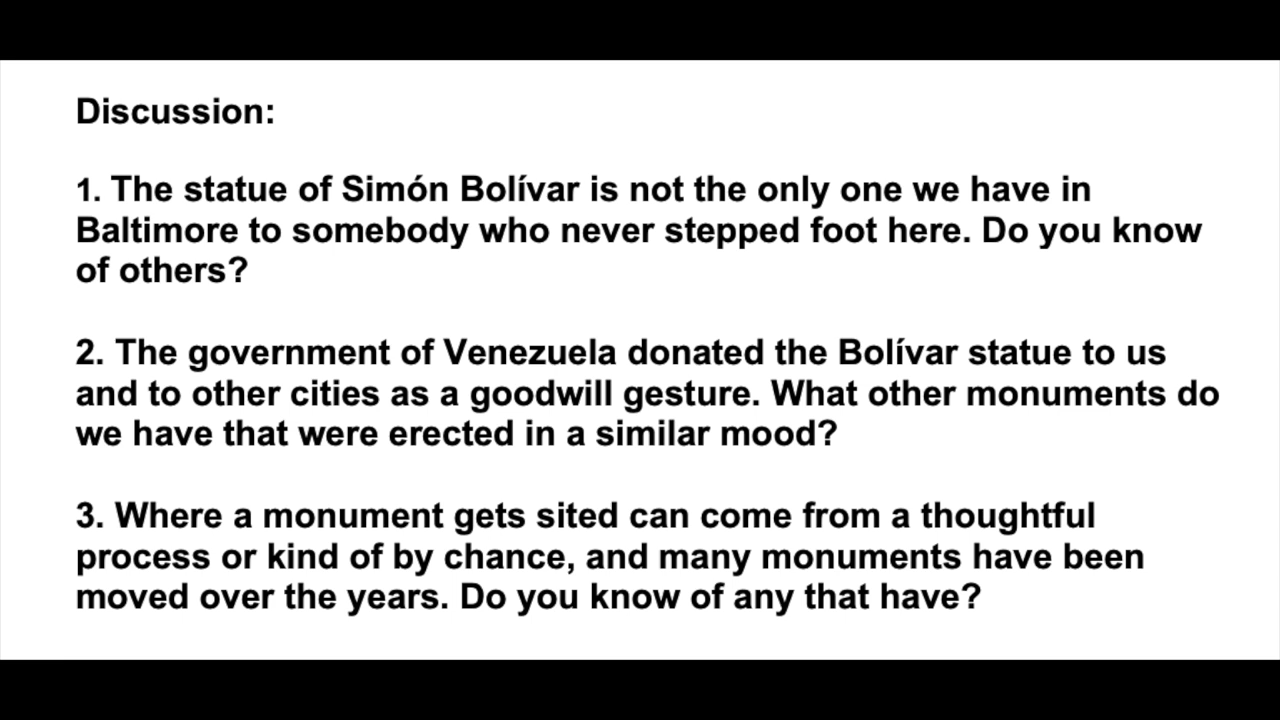 Discussion:
1. The statue of Simón Bolívar is not the only one we have in
Baltimore to somebody who never stepped foot here. Do you know
of others?
2. The government of Venezuela donated the Bolívar statue to us
and to other cities as a goodwill gesture. What other monuments do
we have that were erected in a similar mood?
3. Where a monument gets sited can come from a thoughtful
process or kind of by chance, and many monuments have been
moved over the years. Do you know of any that have?